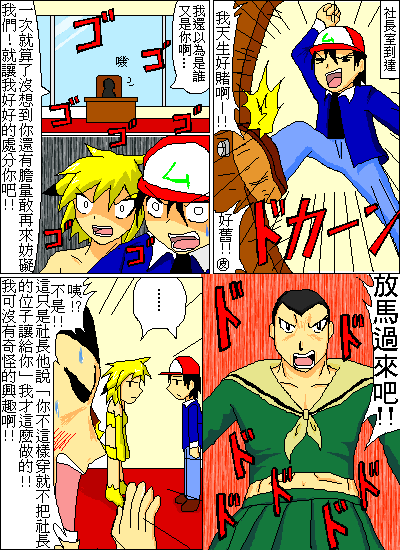 社長室到達
我天生好賭啊ー!!
好舊!!
ドカーン
我還以為是誰
又是你啊…
ゴゴゴゴゴ
一次就算了沒想到你還有膽量敢再來妨礙
我們!!就讓我好好的處分你吧!!
放馬過來吧!!
ドドドドド
………
咦!?
不是!!
這只是社長他說「你不這樣穿就不把社長
的位子讓給你」我才這麼做的!!
我可沒有奇怪的興趣啊!!